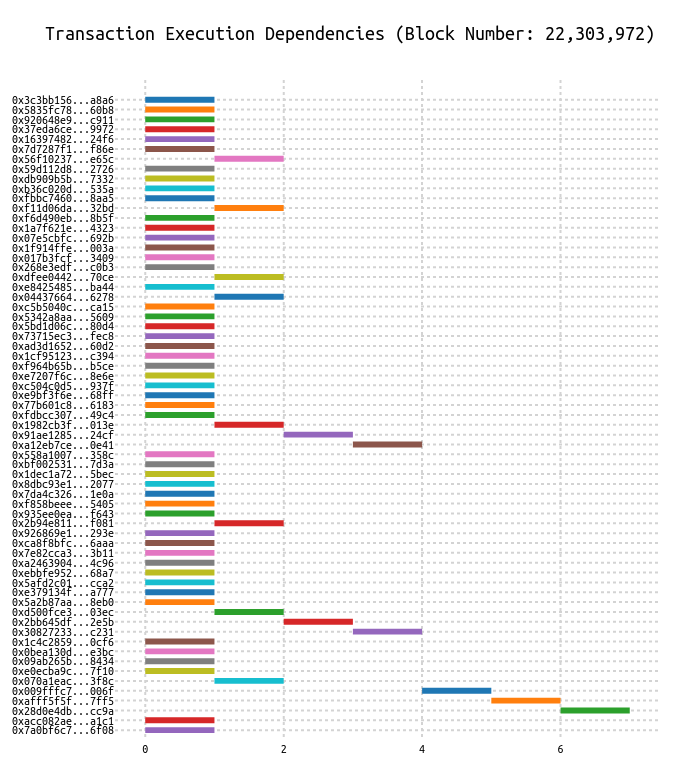 Transaction Execution Dependencies (Block Number: 22,303,972)
0x3c3bb156...a8a6
0x5835fc78...60b8
0x920648e9...c911
0x37eda6ce...9972
0x16397482...24f6
0x7d7287f1...f86e
0x56f10237...e65c
0x59d112d8...2726
0xdb909b5b...7332
0xb36c020d...535a
0xfbbc7460...8aa5
0xf11d06da...32bd
0xf6d490eb...8b5f
0x1a7f621e...4323
0x07e5cbfc...692b
0x1f914ffe...003a
0x017b3fcf...3409
0x268e3edf...c0b3
0xdfee0442...70ce
0xe8425485...ba44
0x04437664...6278
0xc5b5040c...ca15
0x5342a8aa...5609
0x5bd1d06c...80d4
0x73715ec3...fec8
0xad3d1652...60d2
0x1cf95123...c394
0xf964b65b...b5ce
0xe7207f6c...8e6e
0xc504c0d5...937f
0xe9bf3f6e...68ff
0x77b601c8...6183
0xfdbcc307...49c4
0x1982cb3f...013e
0x91ae1285...24cf
0xa12eb7ce...0e41
0x558a1007...358c
0xbf002531...7d3a
0x1dec1a72...5bec
0x8dbc93e1...2077
0x7da4c326...1e0a
0xf858beee...5405
0x935ee0ea...f643
0x2b94e811...f081
0x926869e1...293e
0xca8f8bfc...6aaa
0x7e82cca3...3b11
0xa2463904...4c96
0xebbfe952...68a7
0x5afd2c01...cca2
0xe379134f...a777
0x5a2b87aa...8eb0
0xd500fce3...03ec
0x2bb645df...2e5b
0x30827233...c231
0x1c4c2859...0cf6
0x0bea130d...e3bc
0x09ab265b...8434
0xe0ecba9c...7f10
0x070a1eac...3f8c
0x009fffc7...006f
0xafff5f5f...7ff5
0x28d0e4db...cc9a
0xacc082ae...a1c1
0x7a0bf6c7...6f08
0 2 4 6